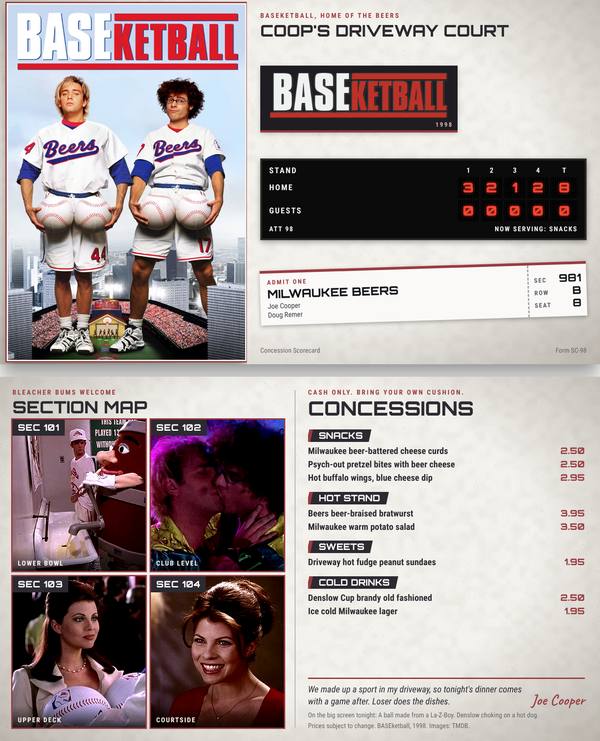 BASEKETBALL
Beers
Beers
44
17
BASEKETBALL, HOME OF THE BEERS
COOP'S DRIVEWAY COURT
BASEKETBALL
1998
STAND 1 2 3 4 T
HOME 3 2 1 2 8
GUESTS 0 0 0 0 0
ATT 98 NOW SERVING: SNACKS
ADMIT ONE
MILWAUKEE BEERS
Joe Cooper
Doug Remer
SEC 981
ROW B
SEAT 8
Concession Scorecard Form SC-98
BLEACHER BUMS WELCOME
SECTION MAP
SEC 101
THIS TEAM
PLAYED 1
WITHO
LOWER BOWL
SEC 102
CLUB LEVEL
SEC 103
UPPER DECK
SEC 104
COURTSIDE
CASH ONLY. BRING YOUR OWN CUSHION.
CONCESSIONS
SNACKS
Milwaukee beer-battered cheese curds 2.50
Psych-out pretzel bites with beer cheese 2.50
Hot buffalo wings, blue cheese dip 2.95
HOT STAND
Beers beer-braised bratwurst 3.95
Milwaukee warm potato salad 3.50
SWEETS
Driveway hot fudge peanut sundaes 1.95
COLD DRINKS
Denslow Cup brandy old fashioned 2.50
Ice cold Milwaukee lager 1.95
We made up a sport in my driveway, so tonight's dinner comes
with a game after. Loser does the dishes.
Joe Cooper
On the big screen tonight: A ball made from a La-Z-Boy. Denslow choking on a hot dog.
Prices subject to change. BASEketball, 1998. Images: TMDB.